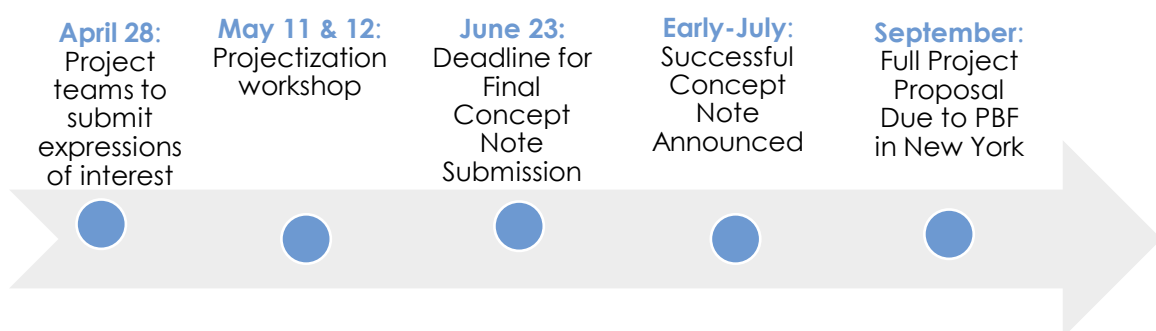 April 28:
Project
teams to
submit
expressions
of interest
May 11 & 12:
Projectization
workshop
June 23:
Deadline for
Final
Concept
Note
Submission
Early-July:
Successful
Concept
Note
Announced
September:
Full Project
Proposal
Due to PBF
in New York